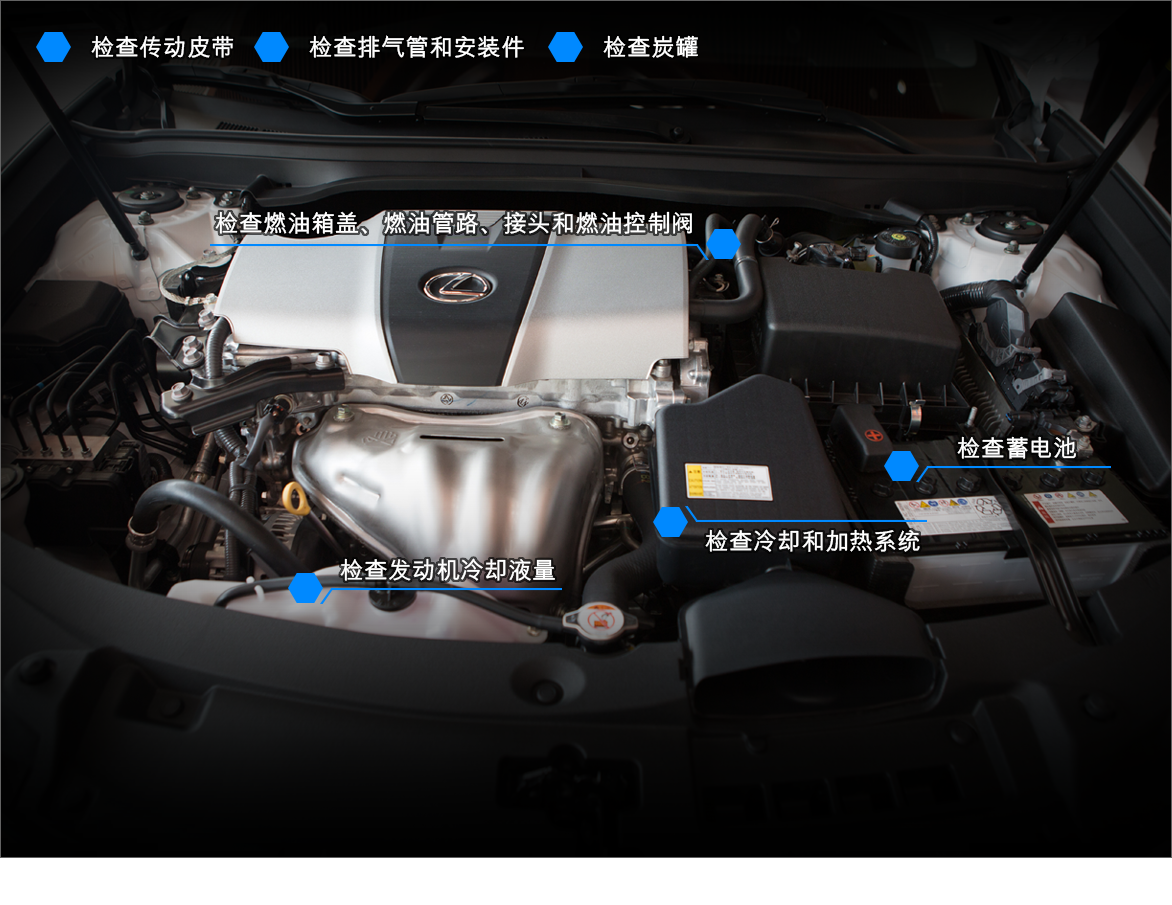 检查传动皮带 检查排气管和安装件 检查炭罐
检查燃油箱盖、燃油管路、接头和燃油控制阀
检查蓄电池
检查冷却和加热系统
检查发动机冷却液量